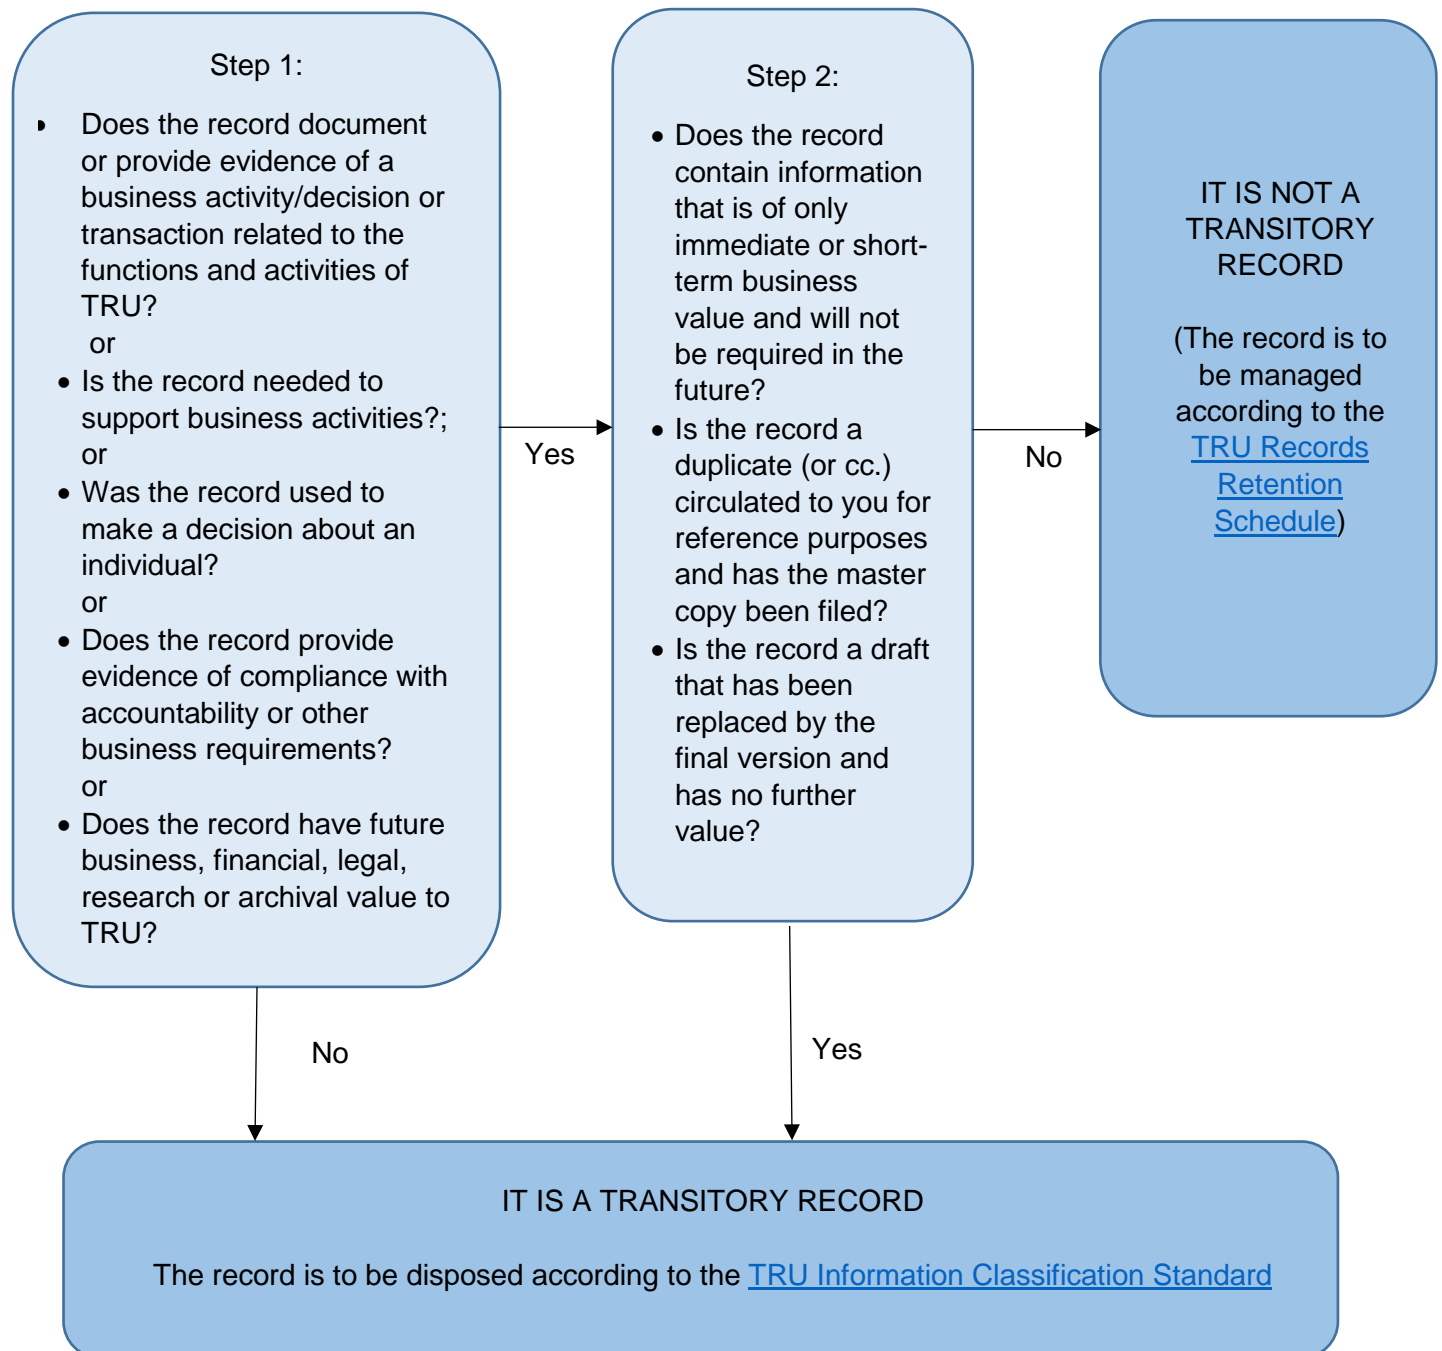 Step 1:
• Does the record document
or provide evidence of a
business activity/decision or
transaction related to the
functions and activities of
TRU?
or
• Is the record needed to
support business activities?;
or
• Was the record used to
make a decision about an
individual?
or
• Does the record provide
evidence of compliance with
accountability or other
business requirements?
or
• Does the record have future
business, financial, legal,
research or archival value to
TRU?
Yes
Step 2:
• Does the record
contain information
that is of only
immediate or short-
term business
value and will not
be required in the
future?
• Is the record a
duplicate (or cc.)
circulated to you for
reference purposes
and has the master
copy been filed?
• Is the record a draft
that has been
replaced by the
final version and
has no further
value?
No
IT IS NOT A
TRANSITORY
RECORD
(The record is to
be managed
according to the
TRU Records
Retention
Schedule)
No
Yes
IT IS A TRANSITORY RECORD
The record is to be disposed according to the TRU Information Classification Standard